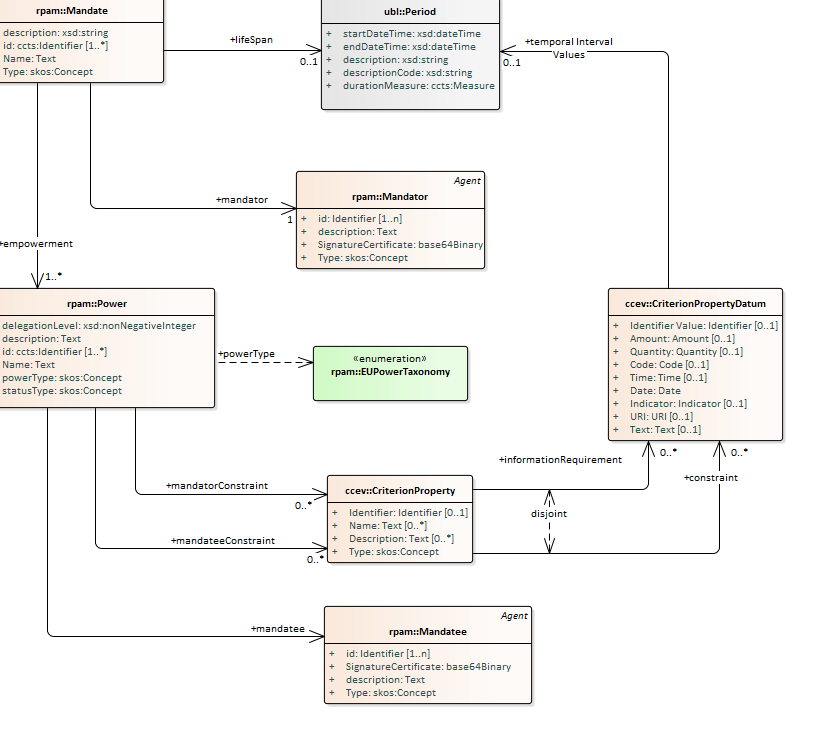 rpam::Mandate
description: xsd:string
id: ccts:Identifier [1..*]
Name: Text
Type: skos:Concept
+lifeSpan
0..1
ubl::Period
+ startDateTime: xsd:dateTime
+ endDateTime: xsd:dateTime
+ description: xsd:string
+ descriptionCode: xsd:string
+ durationMeasure: ccts:Measure
+temporal Interval
Values
0..1
+mandator
1
Agent
rpam::Mandator
+ id: Identifier [1..n]
+ description: Text
+ SignatureCertificate: base64Binary
+ Type: skos:Concept
+empowerment
1..*
rpam::Power
delegationLevel: xsd:nonNegativeInteger
description: Text
id: ccts:Identifier [1..*]
Name: Text
powerType: skos:Concept
statusType: skos:Concept
+powerType
«enumeration»
rpam::EUPowerTaxonomy
ccev::CriterionPropertyDatum
+ Identifier Value: Identifier [0..1]
+ Amount: Amount [0..1]
+ Quantity: Quantity [0..1]
+ Code: Code [0..1]
+ Time: Time [0..1]
+ Date: Date
+ Indicator: Indicator [0..1]
+ URI: URI [0..1]
+ Text: Text [0..1]
+informationRequirement
0..*
0..*
+constraint
+mandatorConstraint
0..*
+mandateeConstraint
0..*
ccev::CriterionProperty
+ Identifier: Identifier [0..1]
+ Name: Text [0..*]
+ Description: Text [0..*]
+ Type: skos:Concept
disjoint
+mandatee
Agent
rpam::Mandatee
+ id: Identifier [1..n]
+ SignatureCertificate: base64Binary
+ description: Text
+ Type: skos:Concept